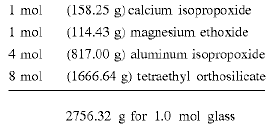 1 mol (158.25 g) calcium isopropoxide
1 mol (114.43 g) magnesium ethoxide
4 mol (817.00 g) aluminum isopropoxide
8 mol (1666.64 g) tetraethyl orthosilicate
2756.32 g for 1.0 mol glass